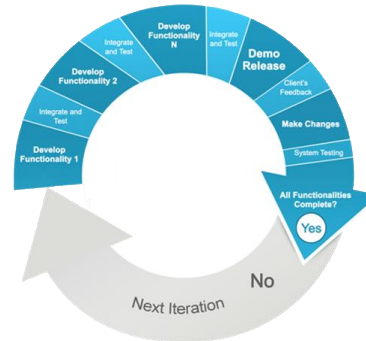 Develop
Functionality 1
Integrate and
Test
Develop
Functionality 2
Integrate
and Test
Develop
Functionality
N
Integrate
and Test
Demo
Release
Client's
Feedback
Make Changes
System Testing
All Functionalities
Complete?
Yes
No
Next Iteration